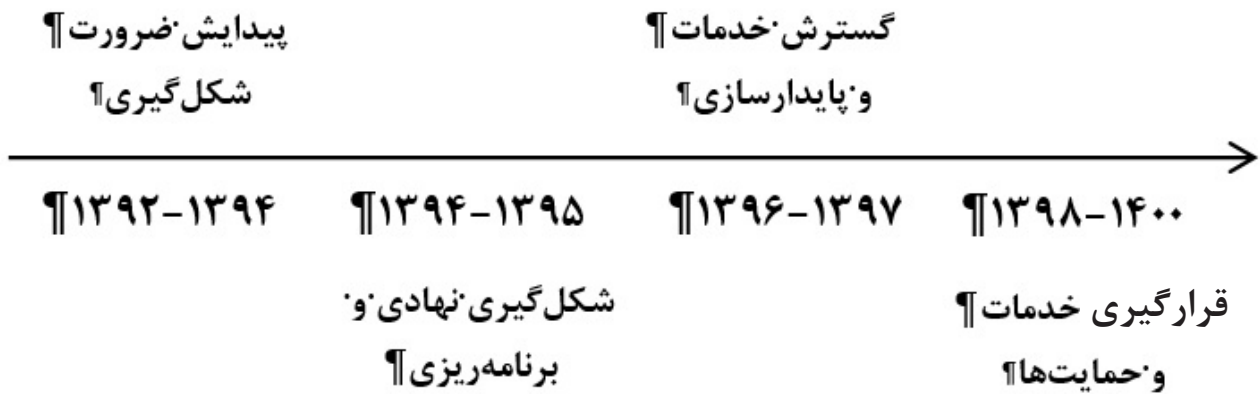 پیدایش ضرورت¶
شکل‌گیری¶
گسترش خدمات¶
و پایدارسازی¶
¶۱۳۹۲-۱۳۹۴
¶۱۳۹۴-۱۳۹۵
¶۱۳۹۶-۱۳۹۷
¶۱۳۹۸-۱۴۰۰
شکل‌گیری نهادی و
برنامه‌ریزی¶
قرارگیری خدمات¶
و حمایت‌ها¶